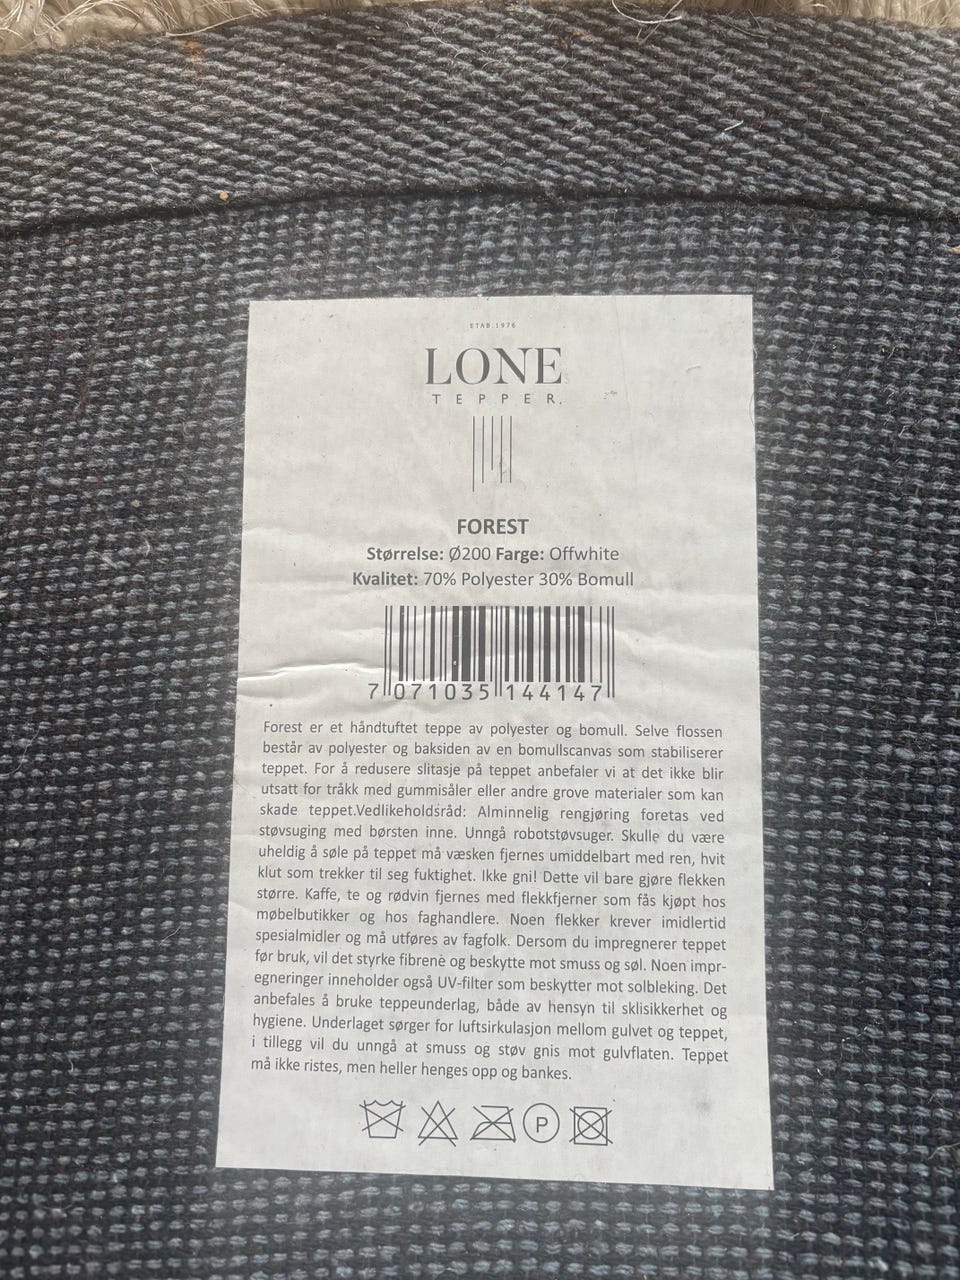 ETAB.1976
LONE
TEPPER.
FOREST
Størrelse: Ø200 Farge: Offwhite
Kvalitet: 70% Polyester 30% Bomull
7 071035 144147
Forest er et håndtuftet teppe av polyester og bomull. Selve flossen
består av polyester og baksiden av en bomullscanvas som stabiliserer
teppet. For å redusere slitasje på teppet anbefaler vi at det ikke blir
utsatt for tråkk med gummisåler eller andre grove materialer som kan
skade teppet.Vedlikeholdsråd: Alminnelig rengjøring foretas ved
støvsuging med børsten inne. Unngå robotstøvsuger. Skulle du være
uheldig å søle på teppet må væsken fjernes umiddelbart med ren, hvit
klut som trekker til seg fuktighet. Ikke gni! Dette vil bare gjøre flekken
større. Kaffe, te og rødvin fjernes med flekkfjerner som fås kjøpt hos
møbelbutikker og hos faghandlere. Noen flekker krever imidlertid
spesialmidler og må utføres av fagfolk. Dersom du impregnerer teppet
før bruk, vil det styrke fibrene og beskytte mot smuss og søl. Noen impr-
egneringer inneholder også UV-filter som beskytter mot solbleking. Det
anbefales å bruke teppeunderlag, både av hensyn til sklisikkerhet og
hygiene. Underlaget sørger for luftsirkulasjon mellom gulvet og teppet,
i tillegg vil du unngå at smuss og støv gnis mot gulvflaten. Teppet
må ikke ristes, men heller henges opp og bankes.
P